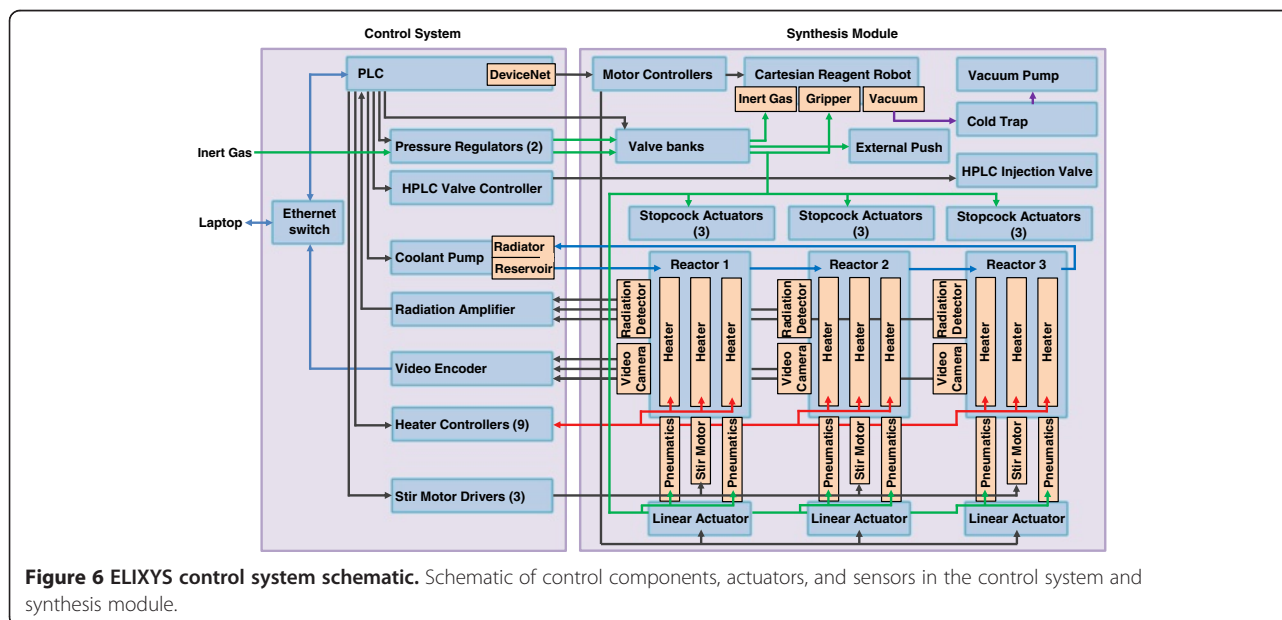 Control System
Synthesis Module
PLC
DeviceNet
Motor Controllers
Cartesian Reagent Robot
Inert Gas
Gripper
Vacuum
Vacuum Pump
Cold Trap
Inert Gas
Pressure Regulators (2)
Valve banks
External Push
HPLC Valve Controller
HPLC Injection Valve
Laptop
Ethernet
switch
Stopcock Actuators
(3)
Stopcock Actuators
(3)
Stopcock Actuators
(3)
Coolant Pump
Radiator
Reservoir
Reactor 1
Reactor 2
Reactor 3
Radiation Amplifier
Radiation
Detector
Heater
Heater
Heater
Radiation
Detector
Heater
Heater
Heater
Radiation
Detector
Heater
Heater
Heater
Video Encoder
Video
Camera
Video
Camera
Video
Camera
Heater Controllers (9)
Pneumatics
Stir Motor
Pneumatics
Pneumatics
Stir Motor
Pneumatics
Pneumatics
Stir Motor
Pneumatics
Stir Motor Drivers (3)
Linear Actuator
Linear Actuator
Linear Actuator
Figure 6 ELIXYS control system schematic. Schematic of control components, actuators, and sensors in the control system and
synthesis module.